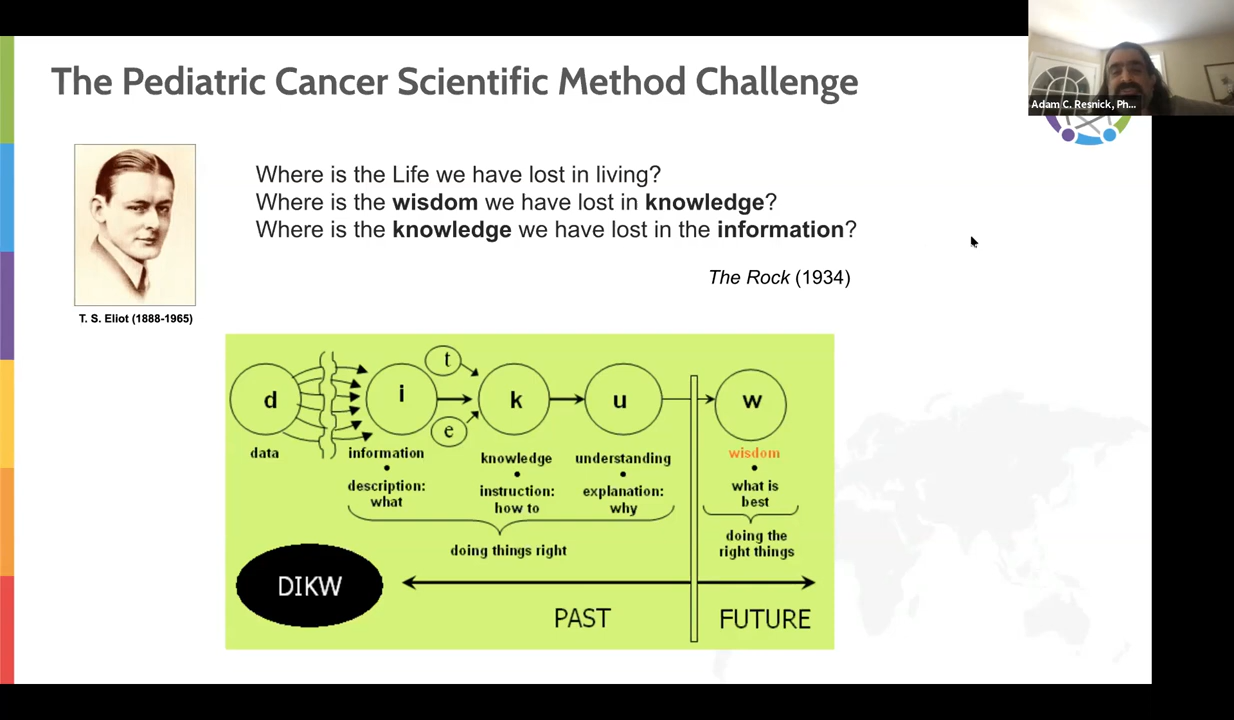 The Pediatric Cancer Scientific Method Challenge
Adam C. Resnick, Ph...
Where is the Life we have lost in living?
Where is the wisdom we have lost in knowledge?
Where is the knowledge we have lost in the information?
The Rock (1934)
T. S. Eliot (1888-1965)
d
i
t
e
k
u
w
data
information
description:
what
knowledge
instruction:
how to
understanding
explanation:
why
wisdom
what is
best
doing things right
doing the
right things
DIKW
PAST
FUTURE